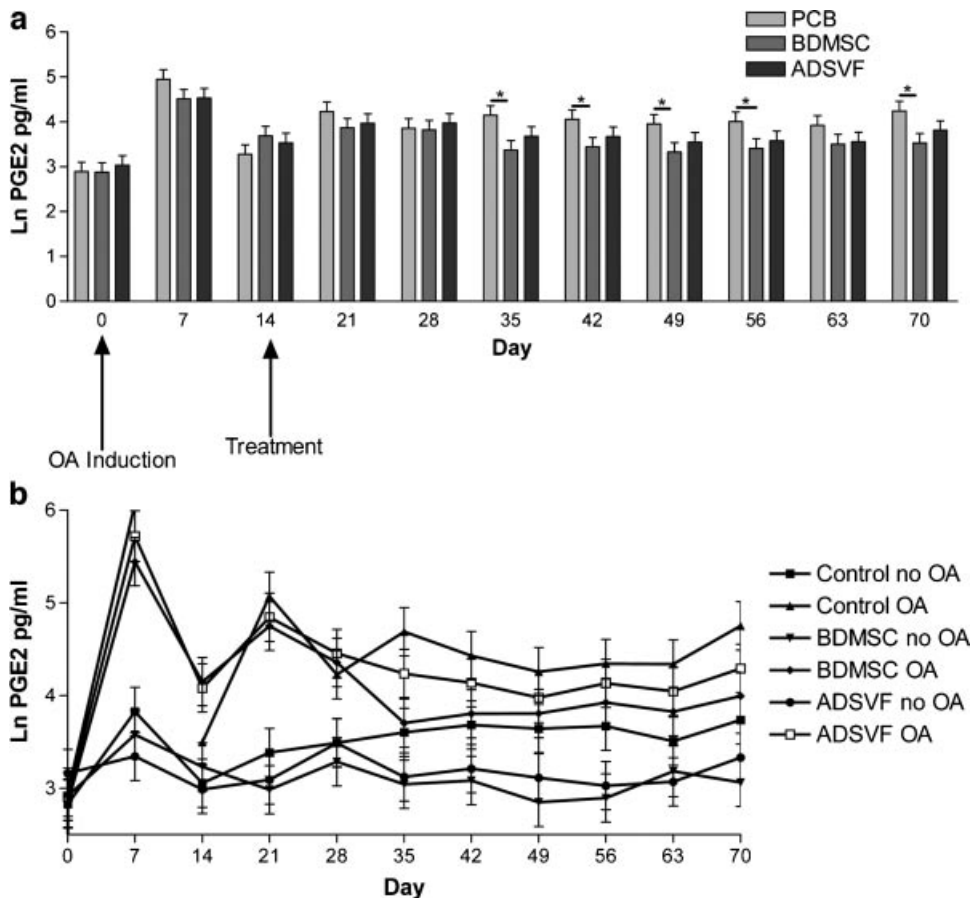 a
PCB
BDMSC
ADSVF
Ln PGE2 pg/ml
6
5
4
3
2
1
0
* * * * *
0 7 14 21 28 35 42 49 56 63 70
Day
OA Induction
Treatment
b
Ln PGE2 pg/ml
6
5
4
3
Control no OA
Control OA
BDMSC no OA
BDMSC OA
ADSVF no OA
ADSVF OA
0 7 14 21 28 35 42 49 56 63 70
Day